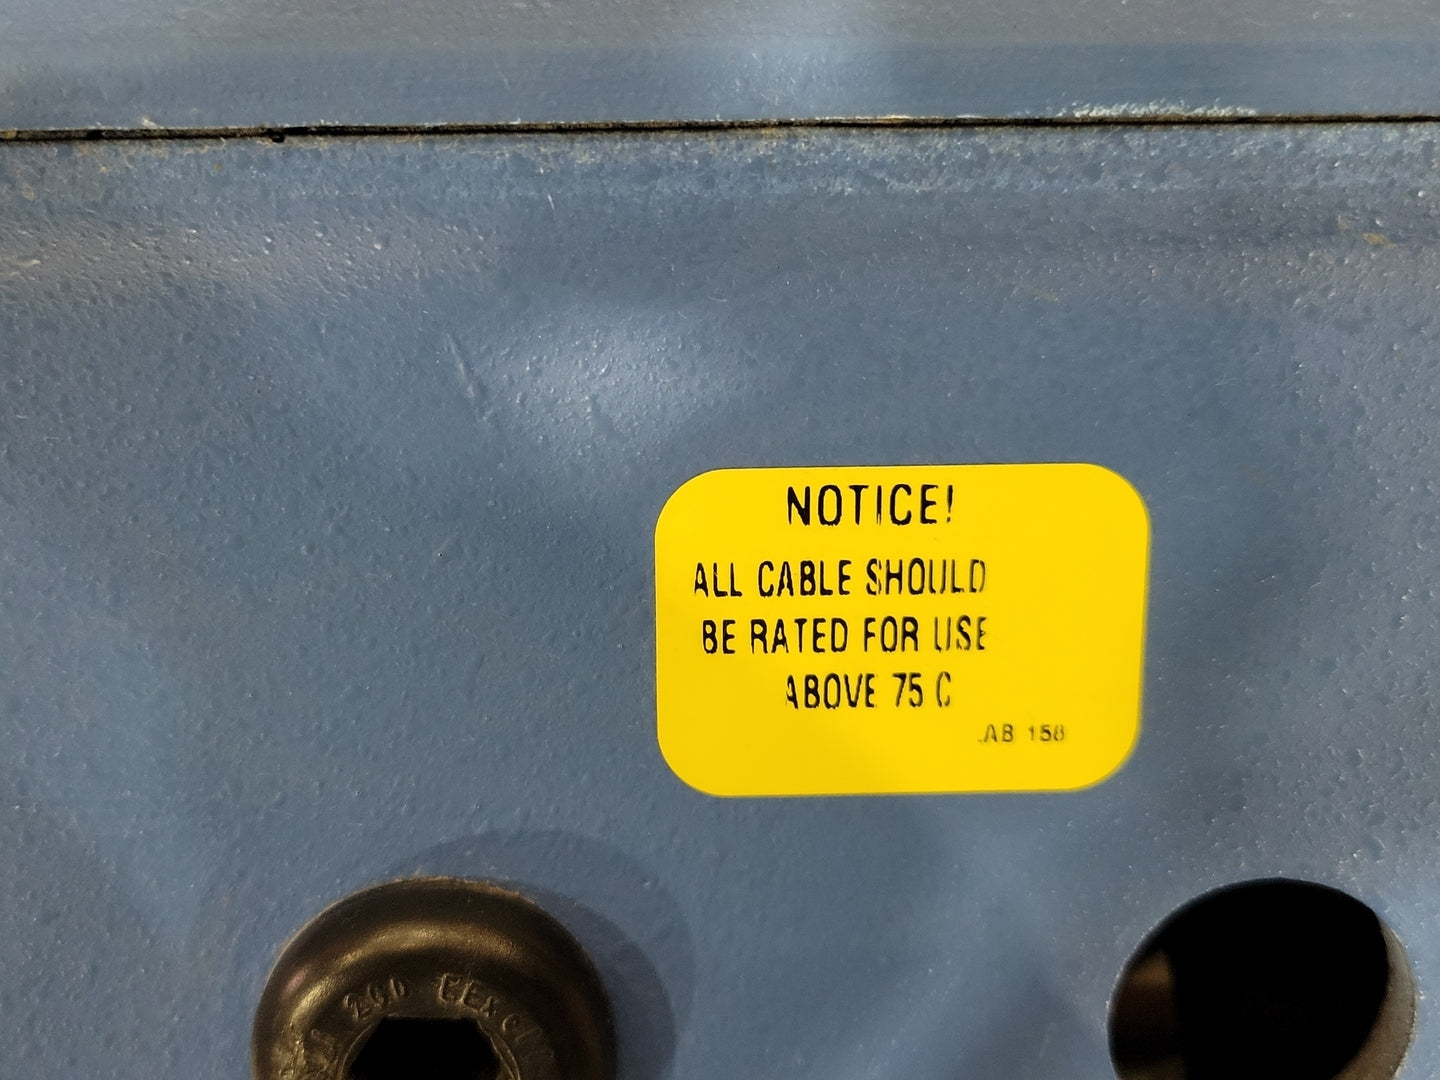 NOTICE!
ALL CABLE SHOULD
BE RATED FOR USE
ABOVE 75 C